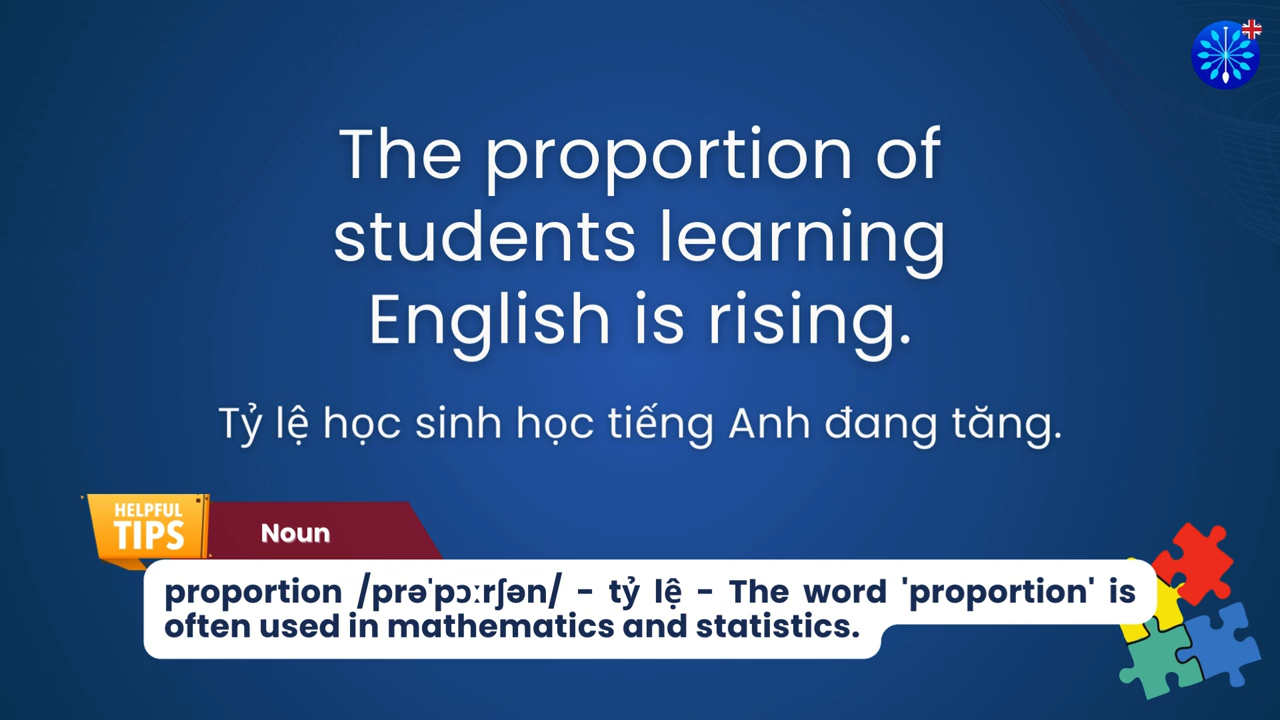 The proportion of
students learning
English is rising.
Tỷ lệ học sinh học tiếng Anh đang tăng.
HELPFUL
TIPS
Noun
proportion /prəˈpɔːrʃən/ - tỷ lệ - The word 'proportion' is
often used in mathematics and statistics.